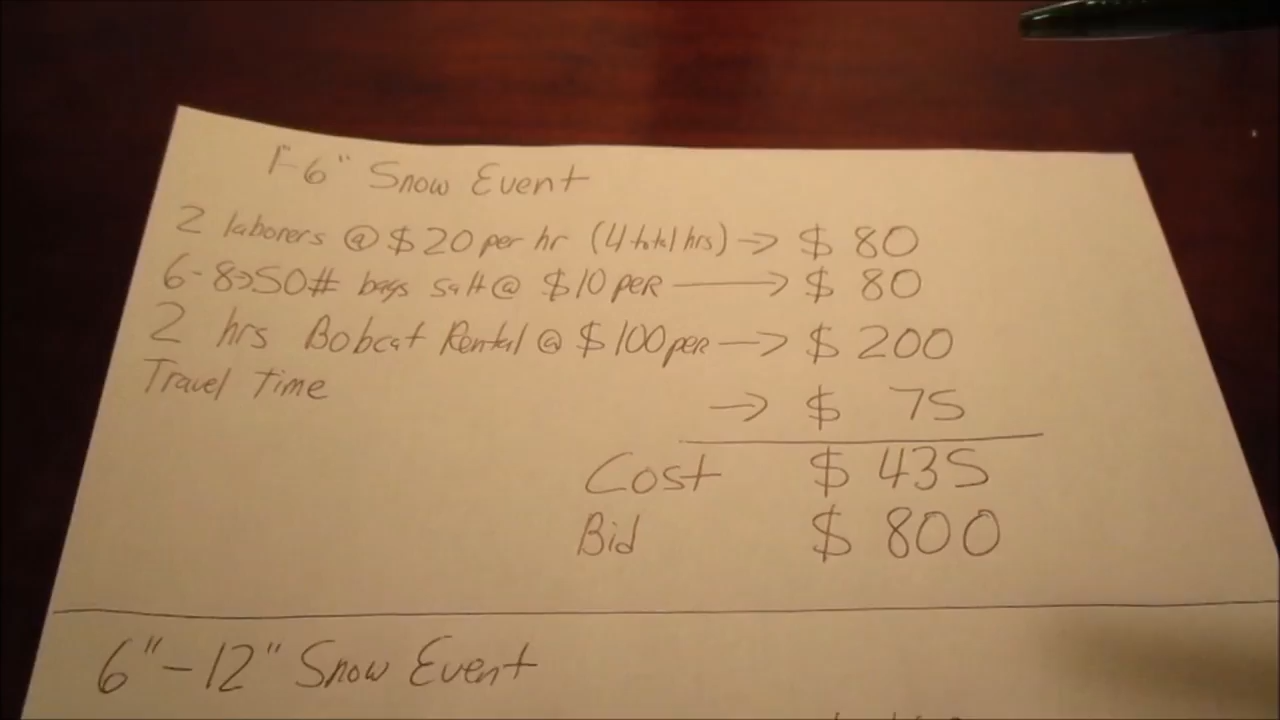 1"-6" Snow Event
2 laborers @ $20 per hr (4 total hrs) → $ 80
6-8→50# bags salt @ $10 per → $ 80
2 hrs Bobcat Rental @ $100 per → $ 200
Travel Time → $ 75
Cost $ 435
Bid $ 800
6"-12" Snow Event